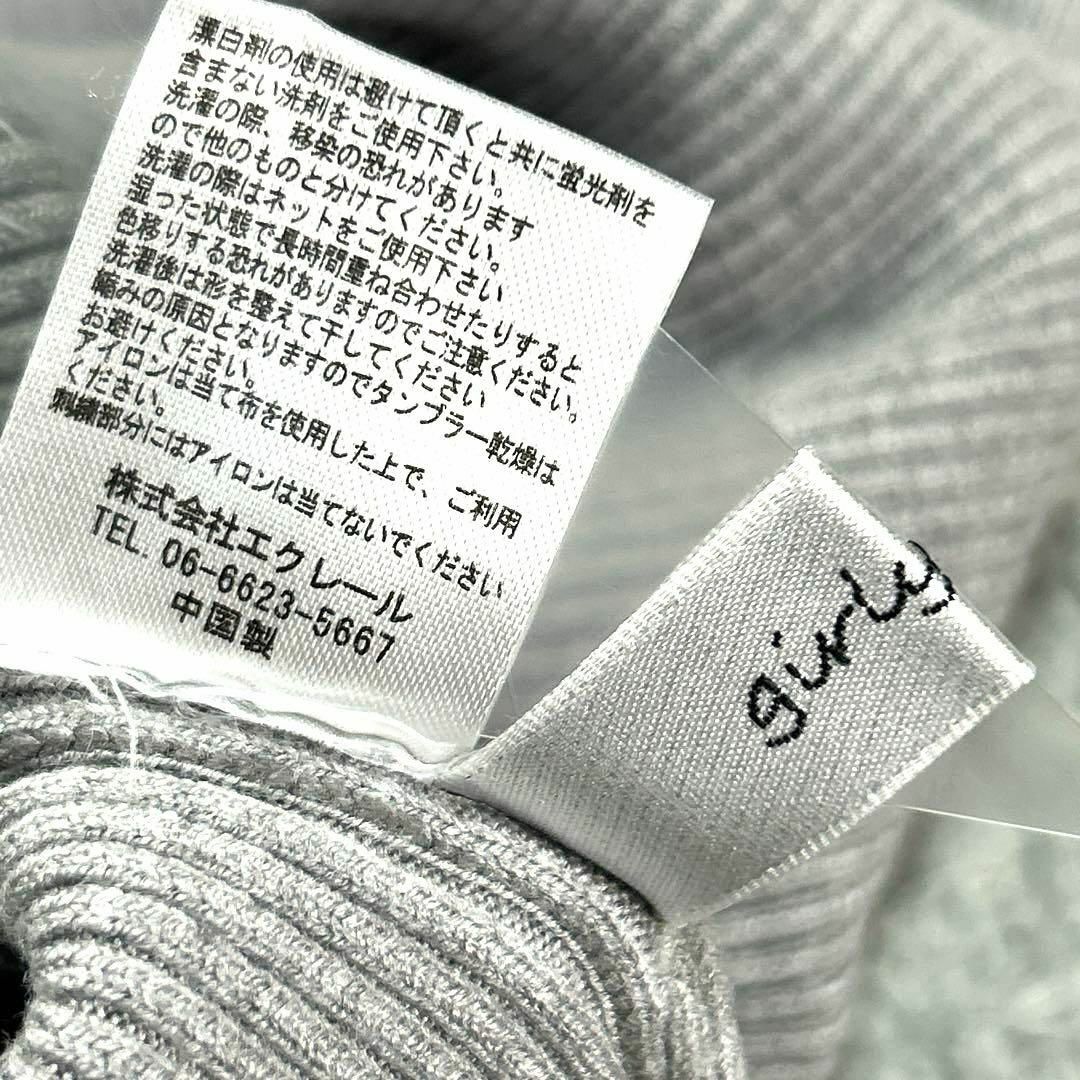 漂白剤の使用は避けて頂くと共に蛍光剤を
含まない洗剤をご使用下さい。
洗濯の際、移染の恐れがあります
ので他のものと分けてください。
洗濯の際はネットをご使用下さい
湿った状態で長時間重ね合わせたりすると
色移りする恐れがありますのでご注意ください。
洗濯後は形を整えて干してください
縮みの原因となりますのでタンブラー乾燥は
お避けください。
アイロンは当て布を使用した上で、ご利用
ください。
刺繍部分にはアイロンは当てないでください
株式会社エクレール
TEL. 06-6623-5667
中国製
girly